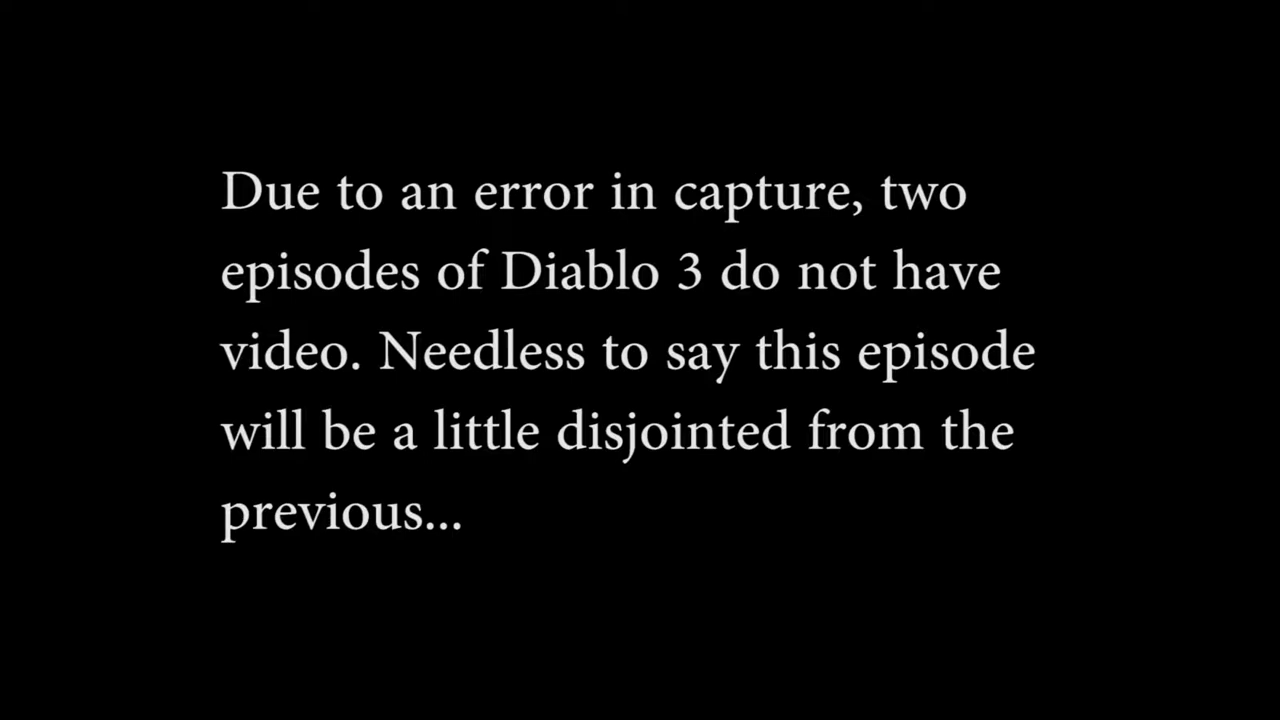 Due to an error in capture, two
episodes of Diablo 3 do not have
video. Needless to say this episode
will be a little disjointed from the
previous...